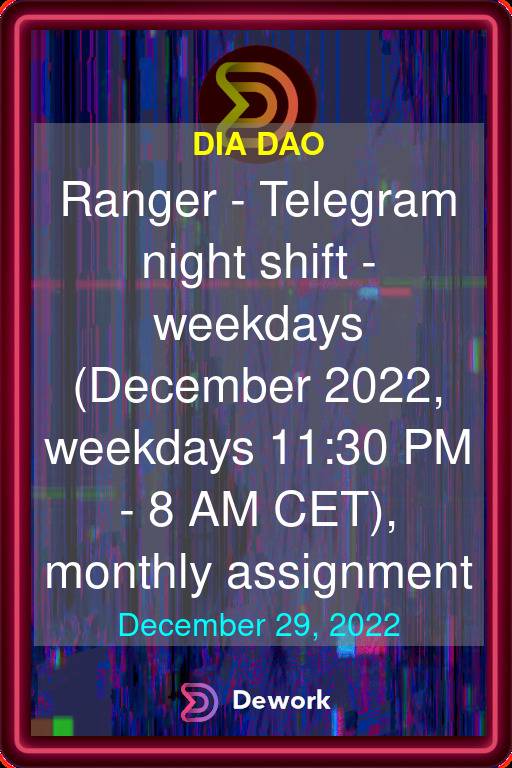 DIA DAO
Ranger - Telegram
night shift -
weekdays
(December 2022,
weekdays 11:30 PM
- 8 AM CET),
monthly assignment
December 29, 2022
Dework